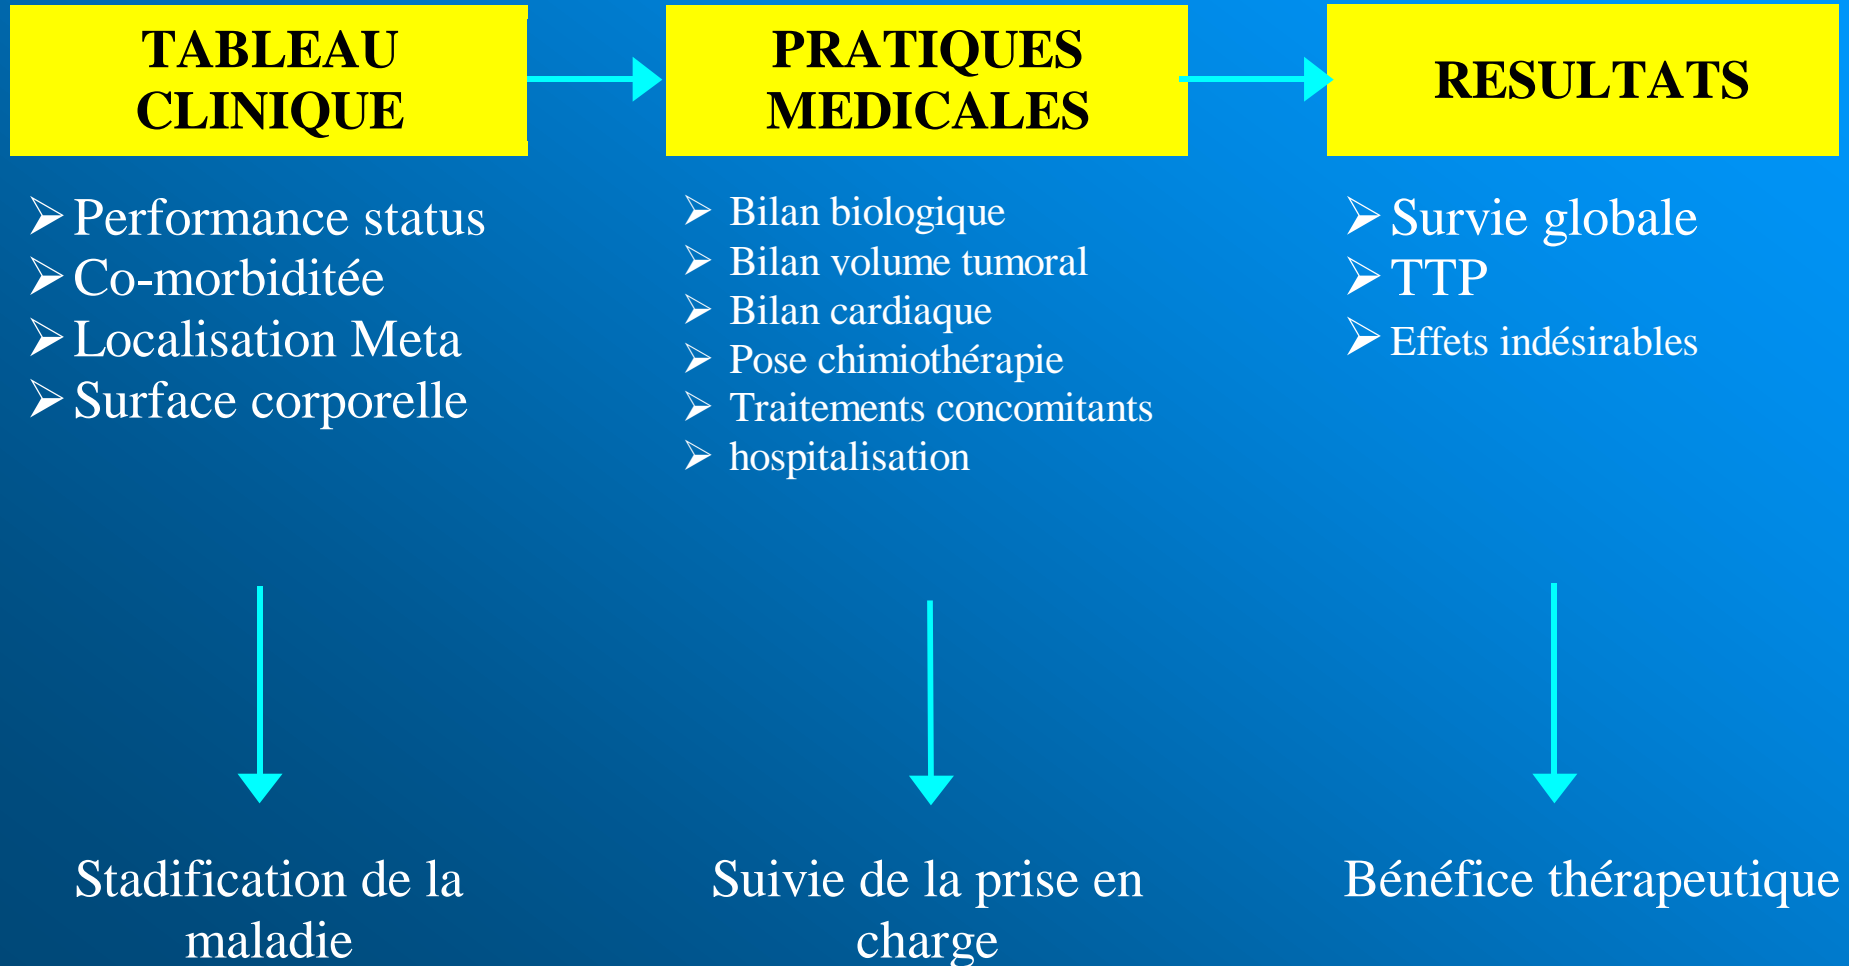 TABLEAU
CLINIQUE
PRATIQUES
MEDICALES
RESULTATS
Performance status
Co-morbiditée
Localisation Meta
Surface corporelle
Bilan biologique
Bilan volume tumoral
Bilan cardiaque
Pose chimiothérapie
Traitements concomitants
hospitalisation
Survie globale
TTP
Effets indésirables
Stadification de la
maladie
Suivie de la prise en
charge
Bénéfice thérapeutique